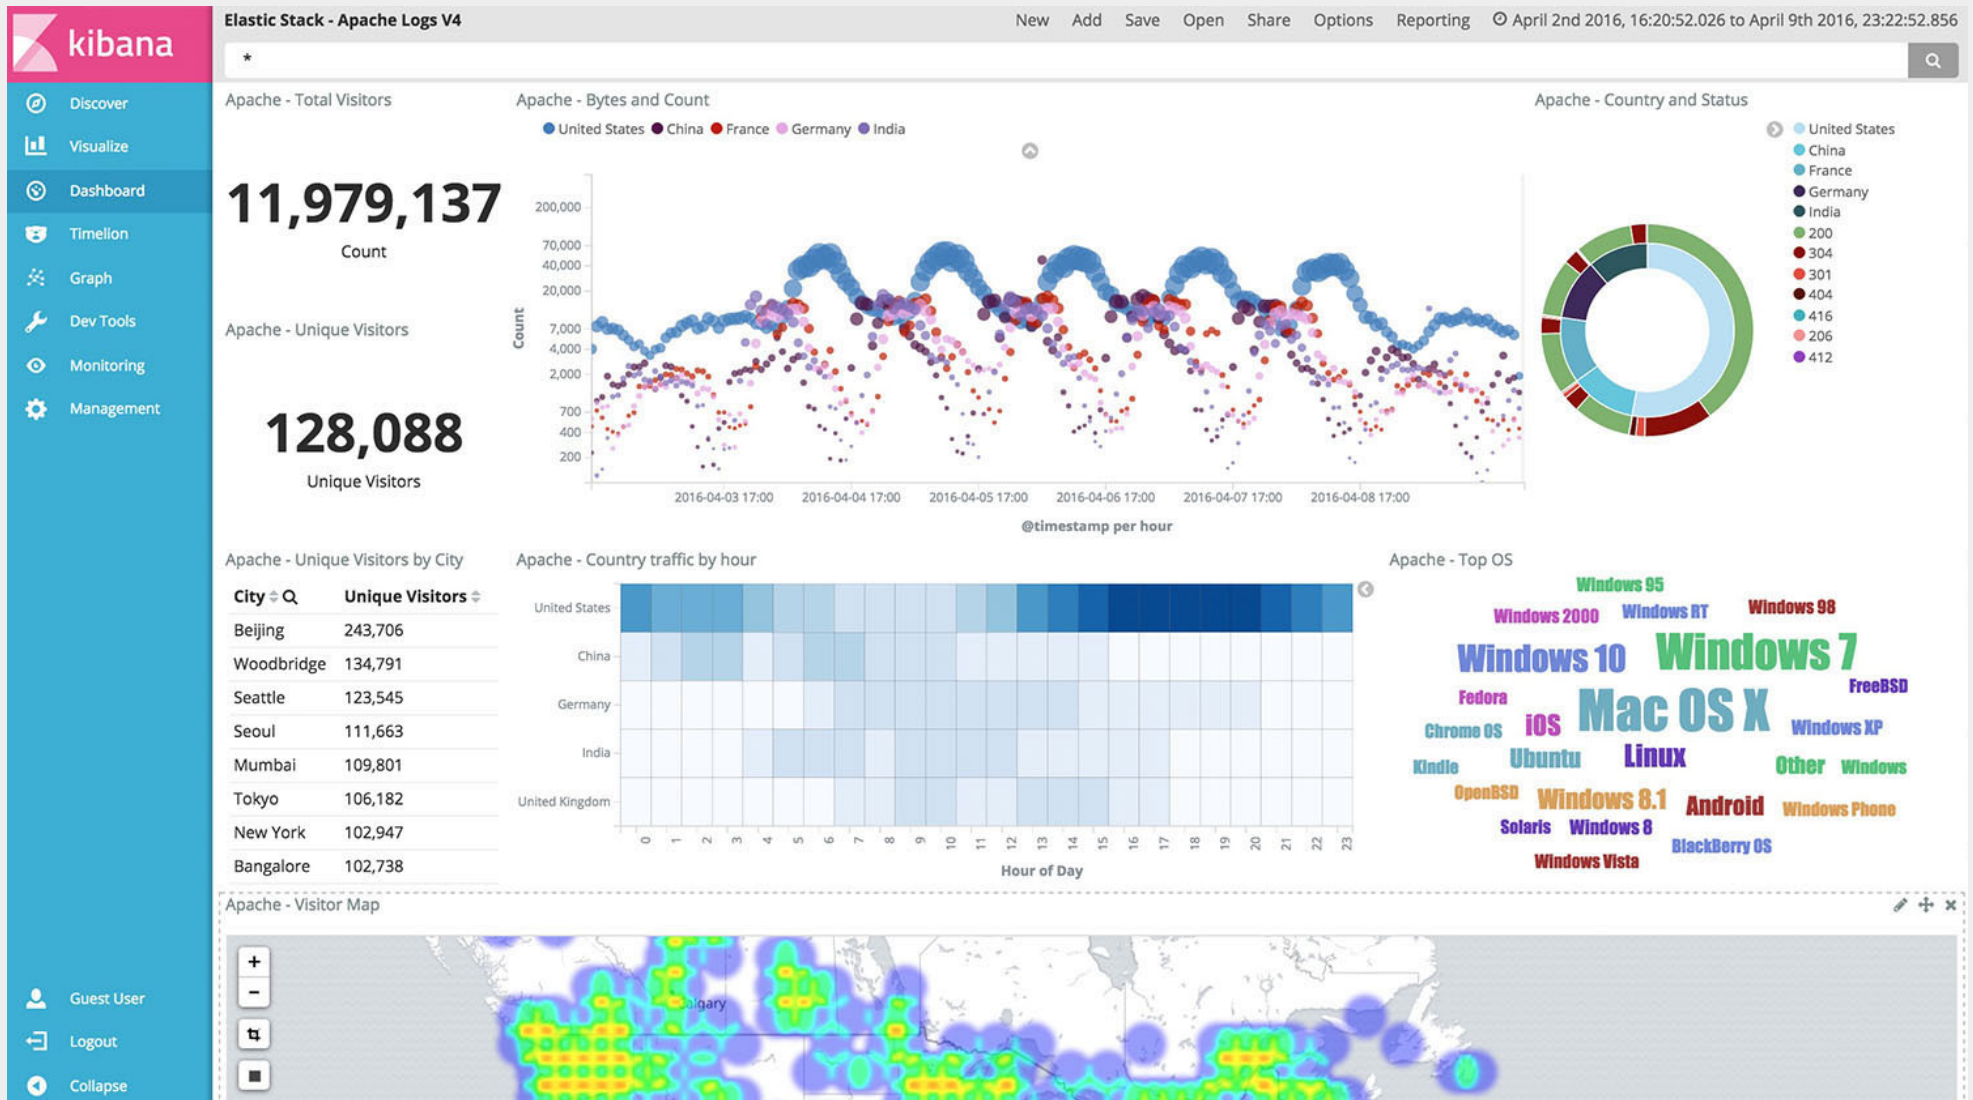 kibana
Elastic Stack - Apache Logs V4
New Add Save Open Share Options Reporting April 2nd 2016, 16:20:52.026 to April 9th 2016, 23:22:52.856
*
Discover
Visualize
Dashboard
Timelion
Graph
Dev Tools
Monitoring
Management
Guest User
Logout
Collapse
Apache - Total Visitors
11,979,137
Count
Apache - Unique Visitors
128,088
Unique Visitors
Apache - Bytes and Count
United States China France Germany India
Count
200,000
70,000
40,000
20,000
7,000
4,000
2,000
700
400
200
2016-04-03 17:00 2016-04-04 17:00 2016-04-05 17:00 2016-04-06 17:00 2016-04-07 17:00 2016-04-08 17:00
@timestamp per hour
Apache - Country and Status
United States
China
France
Germany
India
200
304
301
404
416
206
412
Apache - Unique Visitors by City
City Unique Visitors
Beijing 243,706
Woodbridge 134,791
Seattle 123,545
Seoul 111,663
Mumbai 109,801
Tokyo 106,182
New York 102,947
Bangalore 102,738
Apache - Country traffic by hour
United States
China
Germany
India
United Kingdom
0 1 2 3 4 5 6 7 8 9 10 11 12 13 14 15 16 17 18 19 20 21 22 23
Hour of Day
Apache - Top OS
Windows 95
Windows 2000 Windows RT Windows 98
Windows 10 Windows 7
Fedora Mac OS X FreeBSD
Chrome OS iOS Windows XP
Kindle Ubuntu Linux Other Windows
OpenBSD Windows 8.1 Android Windows Phone
Solaris Windows 8 BlackBerry OS
Windows Vista
Apache - Visitor Map
+
−
Calgary